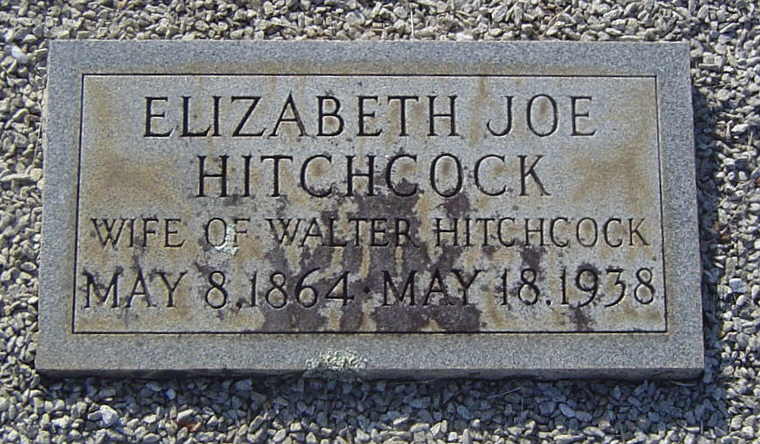 ELIZABETH JOE
HITCHCOCK
WIFE OF WALTER HITCHCOCK
MAY 8.1864 · MAY 18.1938